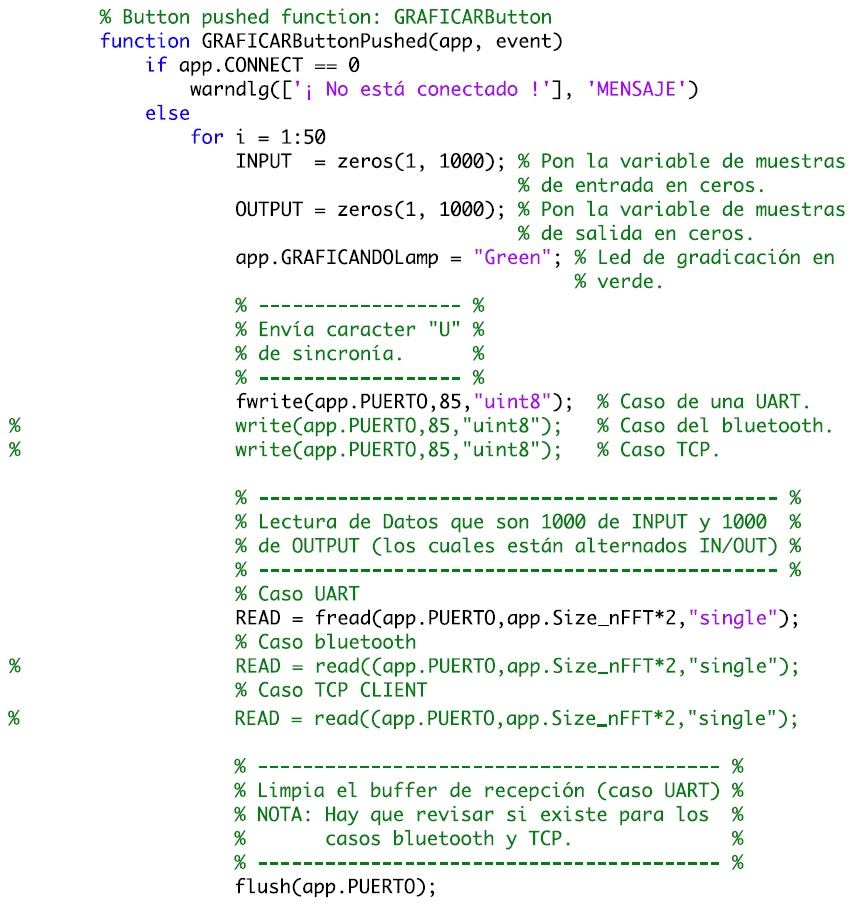 % Button pushed function: GRAFICARButton
function GRAFICARButtonPushed(app, event)
    if app.CONNECT == 0
        warndlg(['¡ No está conectado !'], 'MENSAJE')
    else
        for i = 1:50
            INPUT  = zeros(1, 1000); % Pon la variable de muestras
                                     % de entrada en ceros.
            OUTPUT = zeros(1, 1000); % Pon la variable de muestras
                                     % de salida en ceros.
            app.GRAFICANDOLamp = "Green"; % Led de gradicación en
                                          % verde.
            % ------------------ %
            % Envía caracter "U" %
            % de sincronía.      %
            % ------------------ %
            fwrite(app.PUERTO,85,"uint8");  % Caso de una UART.
%           write(app.PUERTO,85,"uint8");   % Caso del bluetooth.
%           write(app.PUERTO,85,"uint8");   % Caso TCP.
            % ---------------------------------------------- %
            % Lectura de Datos que son 1000 de INPUT y 1000  %
            % de OUTPUT (los cuales están alternados IN/OUT) %
            % ---------------------------------------------- %
            % Caso UART
            READ = fread(app.PUERTO,app.Size_nFFT*2,"single");
            % Caso bluetooth
%           READ = read((app.PUERTO,app.Size_nFFT*2,"single");
            % Caso TCP CLIENT
%           READ = read((app.PUERTO,app.Size_nFFT*2,"single");
            % ----------------------------------------- %
            % Limpia el buffer de recepción (caso UART) %
            % NOTA: Hay que revisar si existe para los  %
            %       casos bluetooth y TCP.              %
            % ----------------------------------------- %
            flush(app.PUERTO);